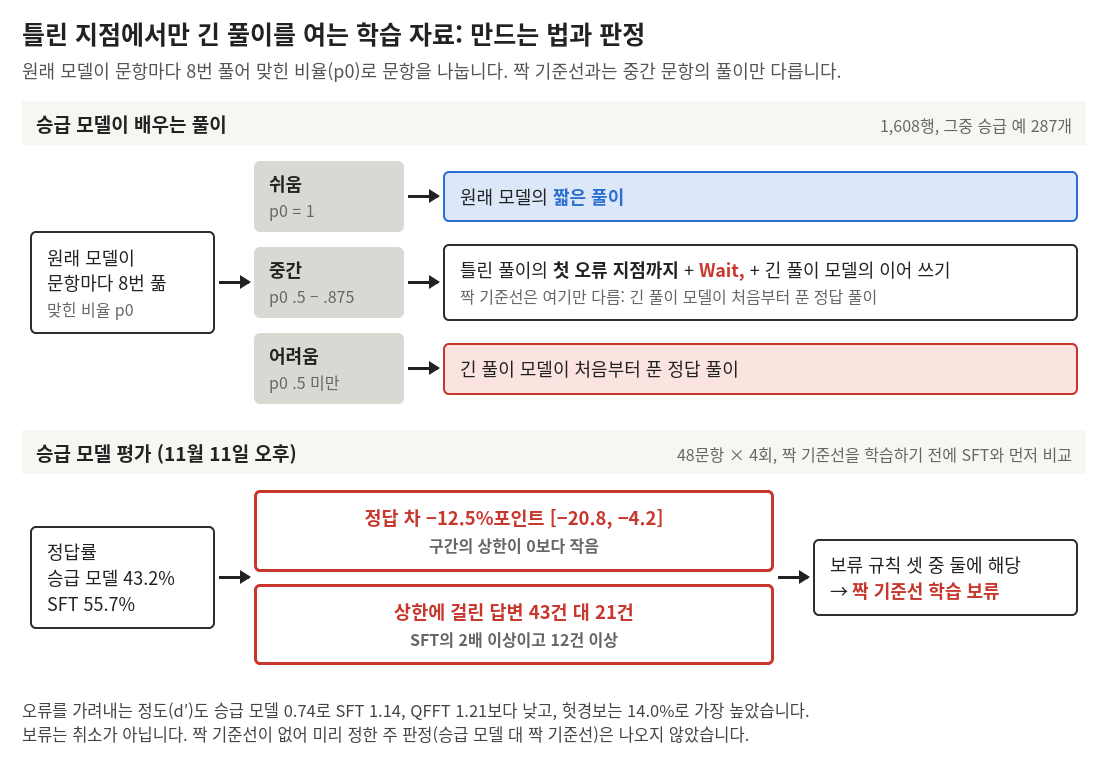 틀린 지점에서만 긴 풀이를 여는 학습 자료: 만드는 법과 판정
원래 모델이 문항마다 8번 풀어 맞힌 비율(p0)로 문항을 나눕니다. 짝 기준선과는 중간 문항의 풀이만 다릅니다.
승급 모델이 배우는 풀이
1,608행, 그중 승급 예 287개
원래 모델이
문항마다 8번 풂
맞힌 비율 p0
쉬움
p0 = 1
원래 모델의 짧은 풀이
중간
p0 .5 − .875
틀린 풀이의 첫 오류 지점까지 + Wait, + 긴 풀이 모델의 이어 쓰기
짝 기준선은 여기만 다름: 긴 풀이 모델이 처음부터 푼 정답 풀이
어려움
p0 .5 미만
긴 풀이 모델이 처음부터 푼 정답 풀이
승급 모델 평가 (11월 11일 오후)
48문항 × 4회, 짝 기준선을 학습하기 전에 SFT와 먼저 비교
정답률
승급 모델 43.2%
SFT 55.7%
정답 차 −12.5%포인트 [−20.8, −4.2]
구간의 상한이 0보다 작음
상한에 걸린 답변 43건 대 21건
SFT의 2배 이상이고 12건 이상
보류 규칙 셋 중 둘에 해당
→ 짝 기준선 학습 보류
오류를 가려내는 정도(d′)도 승급 모델 0.74로 SFT 1.14, QFFT 1.21보다 낮고, 헛경보는 14.0%로 가장 높았습니다.
보류는 취소가 아닙니다. 짝 기준선이 없어 미리 정한 주 판정(승급 모델 대 짝 기준선)은 나오지 않았습니다.